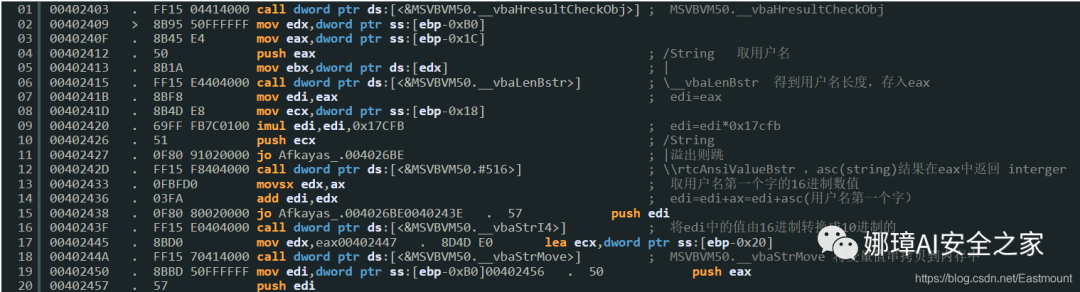 01 00402403 . FF15 04414000 call dword ptr ds:[<&MSVBVM50.__vbaHresultCheckObj>] ; MSVBVM50.__vbaHresultCheckObj
02 00402409 > 8B95 50FFFFFF mov edx,dword ptr ss:[ebp-0xB0]
03 0040240F . 8B45 E4 mov eax,dword ptr ss:[ebp-0x1C]
04 00402412 . 50 push eax ; /String 取用户名
05 00402413 . 8B1A mov ebx,dword ptr ds:[edx] ; |
06 00402415 . FF15 E4404000 call dword ptr ds:[<&MSVBVM50.__vbaLenBstr>] ; \__vbaLenBstr 得到用户名长度，存入eax
07 0040241B . 8BF8 mov edi,eax ; edi=eax
08 0040241D . 8B4D E8 mov ecx,dword ptr ss:[ebp-0x18]
09 00402420 . 69FF FB7C0100 imul edi,edi,0x17CFB ; edi=edi*0x17cfb
10 00402426 . 51 push ecx ; /String
11 00402427 . 0F80 91020000 jo Afkayas_.004026BE ; |溢出则跳
12 0040242D . FF15 F8404000 call dword ptr ds:[<&MSVBVM50.#516>] ; \\rtcAnsiValueBstr ，asc(string)结果在eax中返回 interger
13 00402433 . 0FBFD0 movsx edx,ax ; 取用户名第一个字的16进制数值
14 00402436 . 03FA add edi,edx ; edi=edi+ax=edi+asc(用户名第一个字)
15 00402438 . 0F80 80020000 jo Afkayas_.004026BE0040243E . 57 push edi
16 0040243F . FF15 E0404000 call dword ptr ds:[<&MSVBVM50.__vbaStrI4>] ; 将edi中的值由16进制转换成10进制的
17 00402445 . 8BD0 mov edx,eax00402447 . 8D4D E0 lea ecx,dword ptr ss:[ebp-0x20]
18 0040244A . FF15 70414000 call dword ptr ds:[<&MSVBVM50.__vbaStrMove>] ; MSVBVM50.__vbaStrMove
19 00402450 . 8BBD 50FFFFFF mov edi,dword ptr ss:[ebp-0xB0]00402456 . 50 push eax
20 00402457 . 57 push edi
娜璋AI安全之家
https://blog.csdn.net/Eastmount